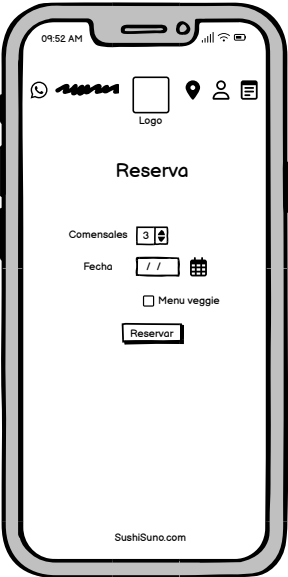 09:52 AM
Logo
Reserva
Comensales 3
Fecha / /
Menu veggie
Reservar
SushiSuno.com